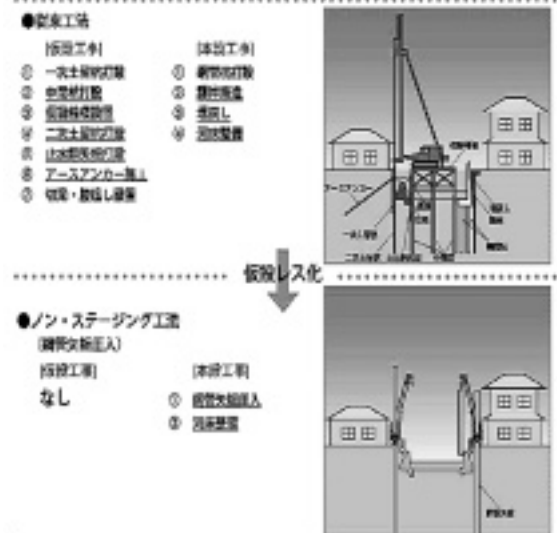 ●従来工法
[仮設工事]
① 一次土留杭打設
② 中間杭打設
③ 仮設桟橋設置
④ 二次土留杭打設
⑤ 止水鋼矢板打設
⑥ アースアンカー施工
⑦ 切梁・腹起し設置
[本設工事]
① 鋼管杭打設
② 躯体築造
③ 埋戻し
④ 河床整備
アースアンカー
仮設レス化
●ノン・ステージング工法
(鋼管矢板圧入)
[仮設工事]
なし
[本設工事]
① 鋼管矢板圧入
② 河床整備